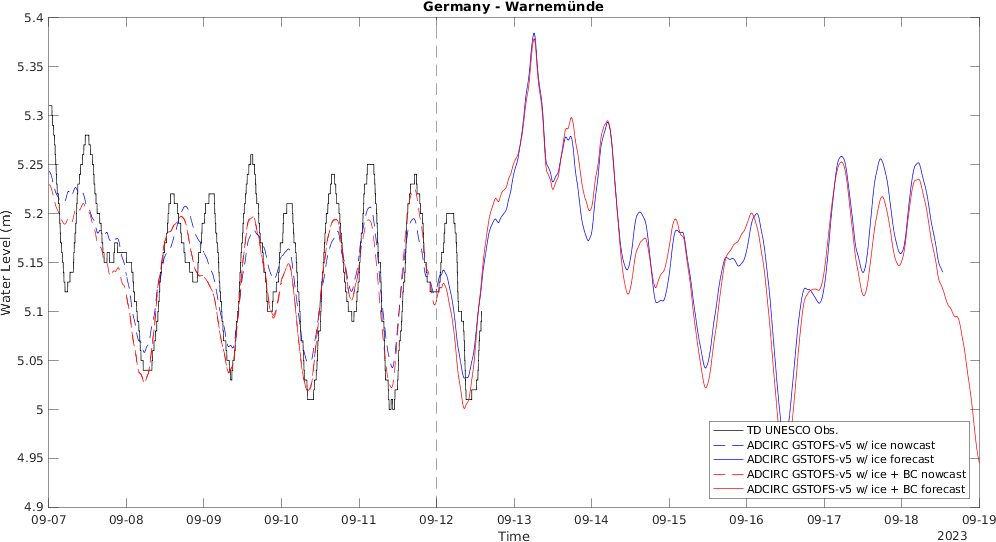 Germany - Warnemünde
5.4
5.35
5.3
5.25
5.2
5.15
5.1
5.05
5
4.95
4.9
Water Level (m)
09-07 09-08 09-09 09-10 09-11 09-12 09-13 09-14 09-15 09-16 09-17 09-18 09-19
Time
2023
TD UNESCO Obs.
ADCIRC GSTOFS-v5 w/ ice nowcast
ADCIRC GSTOFS-v5 w/ ice forecast
ADCIRC GSTOFS-v5 w/ ice + BC nowcast
ADCIRC GSTOFS-v5 w/ ice + BC forecast